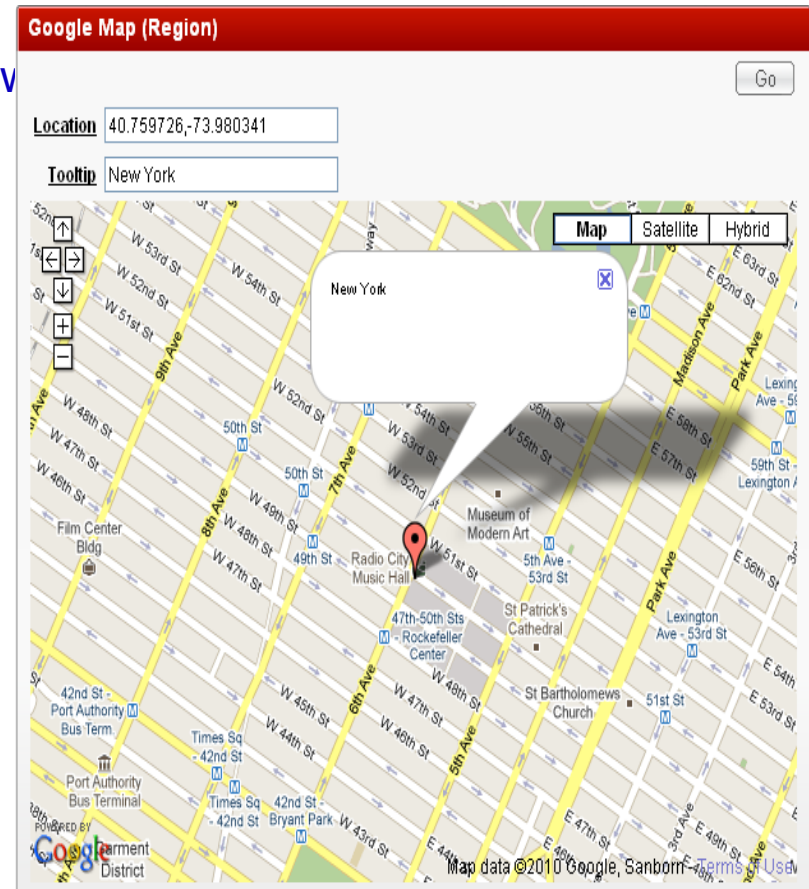 Google Map (Region)
Go
Location 40.759726,-73.980341
Tooltip New York
Map Satellite Hybrid
New York
W 53rd St
W 54th St
W 52nd St
W 51st St
E 63rd St
E 62nd St
9th Ave
Madison Ave
Park Ave
Lexing
Ave - 59
W 48th St
W 47th St
W 46th St
50th St
W 52nd St
W 54th St
W 53rd St
W 52nd St
56th St
W 55th St
E 58th St
E 57th St
59th St -
Lexington A
50th St
7th Ave
8th Ave
W 49th St
W 48th St
W 47th St
49th St
Film Center
Bldg
Radio City
Music Hall
W 51st St
Museum of
Modern Art
5th Ave -
53rd St
E 56th St
Park Ave
47th-50th Sts
- Rockefeller
Center
St Patrick's
Cathedral
Lexington
Ave - 53rd
St
W 48th St
W 47th St
W 46th St
W 45th St
W 44th St
6th Ave
5th Ave
St Bartholomews
Church
51st St
E 54th
E 53rd St
42nd St -
Port Authority
Bus Term
Times Sq
- 42nd St
Port Authority
Bus Terminal
Times Sq
- 42nd St
42nd St -
Bryant Park
W 43rd St
E 47th St
3rd Ave
E 49th St
POWERED BY
Google
Garment
District
Map data ©2010 Google, Sanborn - Terms of Use